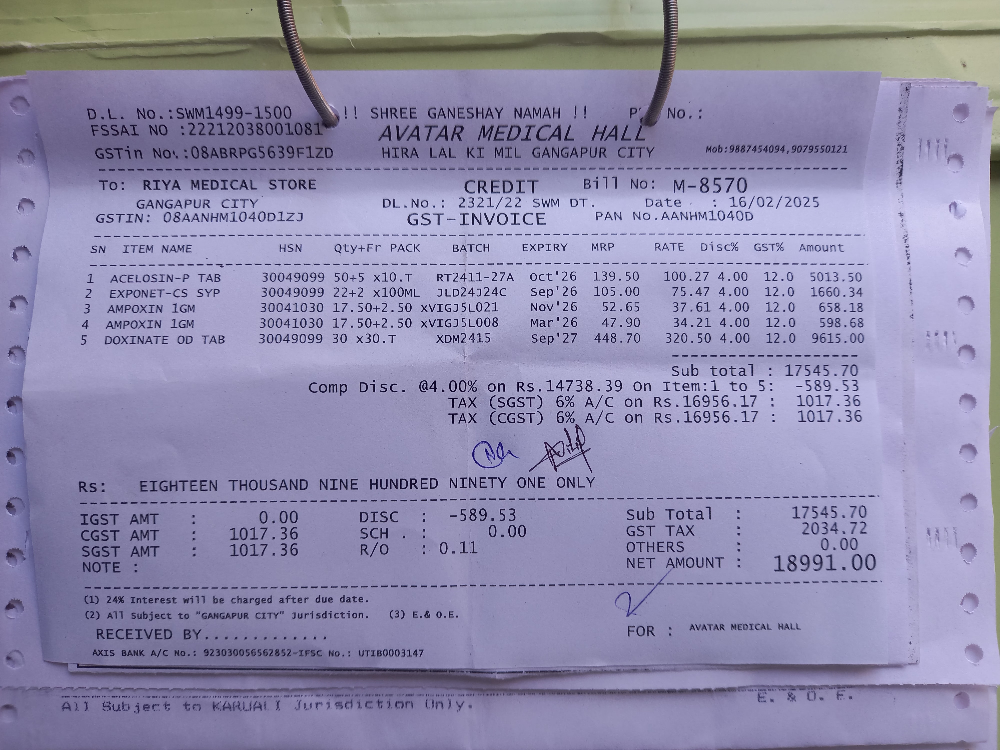 D.L. No.:SWM1499-1500 !! SHREE GANESHAY NAMAH !! No.:
FSSAI NO :22212038001081 AVATAR MEDICAL HALL
GSTin No.:08ABRPG5639F1ZD HIRA LAL KI MIL GANGAPUR CITY Mob:9887454094,9079550121
To: RIYA MEDICAL STORE CREDIT Bill No: M-8570
GANGAPUR CITY DL.No.: 2321/22 SWM DT. Date : 16/02/2025
GSTIN: 08AANHM1040D1ZJ GST-INVOICE PAN No.AANHM1040D
SN ITEM NAME HSN Qty+Fr PACK BATCH EXPIRY MRP RATE Disc% GST% Amount
1 ACELOSIN-P TAB 30049099 50+5 x10.T RT2411-27A Oct'26 139.50 100.27 4.00 12.0 5013.50
2 EXPONET-CS SYP 30049099 22+2 x100ML JLD24J24C Sep'26 105.00 75.47 4.00 12.0 1660.34
3 AMPOXIN 1GM 30041030 17.50+2.50 xVIGJ5L021 Nov'26 52.65 37.61 4.00 12.0 658.18
4 AMPOXIN 1GM 30041030 17.50+2.50 xVIGJ5L008 Mar'26 47.90 34.21 4.00 12.0 598.68
5 DOXINATE OD TAB 30049099 30 x30.T XDM2415 Sep'27 448.70 320.50 4.00 12.0 9615.00
Sub total : 17545.70
Comp Disc. @4.00% on Rs.14738.39 On Item:1 to 5: -589.53
TAX (SGST) 6% A/C on Rs.16956.17 : 1017.36
TAX (CGST) 6% A/C on Rs.16956.17 : 1017.36
Rs: EIGHTEEN THOUSAND NINE HUNDRED NINETY ONE ONLY
IGST AMT : 0.00 DISC : -589.53 Sub Total : 17545.70
CGST AMT : 1017.36 SCH . : 0.00 GST TAX : 2034.72
SGST AMT : 1017.36 R/O : 0.11 OTHERS : 0.00
NOTE : NET AMOUNT : 18991.00
(1) 24% Interest will be charged after due date.
(2) All Subject to "GANGAPUR CITY" Jurisdiction. (3) E.& O.E.
RECEIVED BY.............
FOR : AVATAR MEDICAL HALL
AXIS BANK A/C No.: 923030056562852-IFSC No.: UTIB0003147
All Subject to KARUALI Jurisdiction Only. E. & O. E.